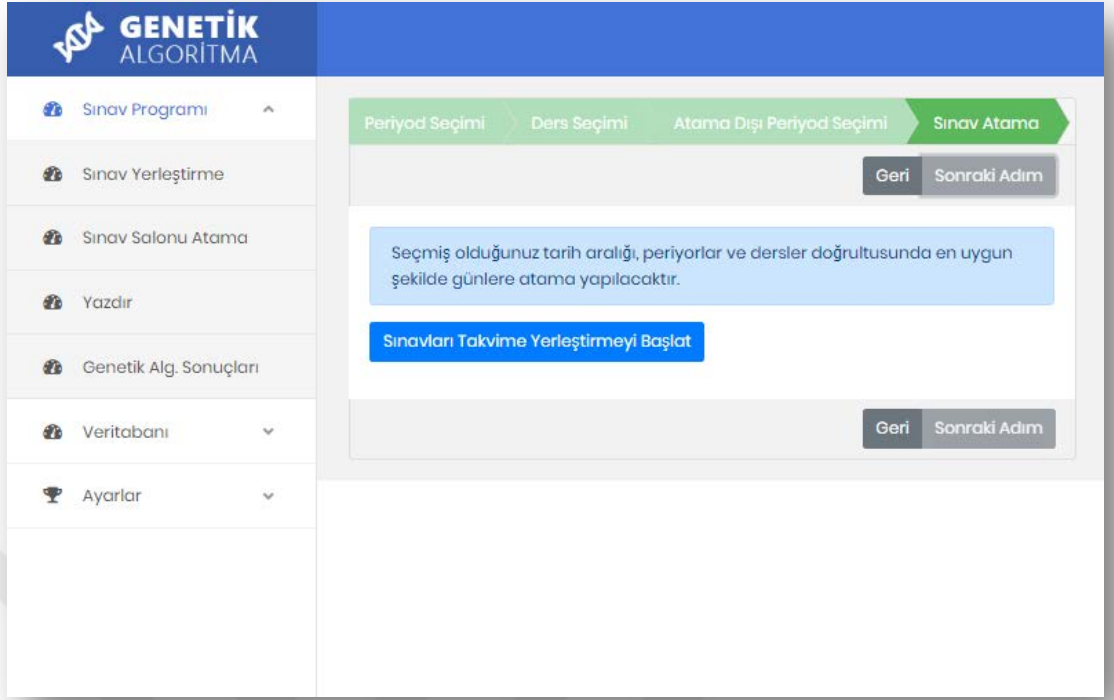 GENETİK
ALGORİTMA
Sınav Programı
Sınav Yerleştirme
Sınav Salonu Atama
Yazdır
Genetik Alg. Sonuçları
Veritabanı
Ayarlar
Periyod Seçimi Ders Seçimi Atama Dışı Periyod Seçimi Sınav Atama
Geri Sonraki Adım
Seçmiş olduğunuz tarih aralığı, periyorlar ve dersler doğrultusunda en uygun
şekilde günlere atama yapılacaktır.
Sınavları Takvime Yerleştirmeyi Başlat
Geri Sonraki Adım